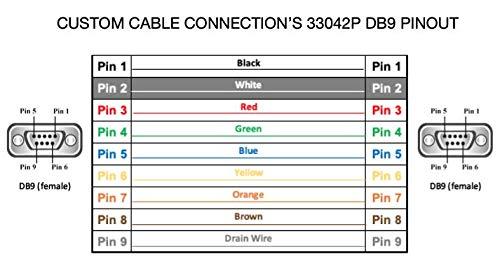 CUSTOM CABLE CONNECTION'S 33042P DB9 PINOUT
Pin 1 Black Pin 1
Pin 2 White Pin 2
Pin 3 Red Pin 3
Pin 4 Green Pin 4
Pin 5 Blue Pin 5
Pin 6 Yellow Pin 6
Pin 7 Orange Pin 7
Pin 8 Brown Pin 8
Pin 9 Drain Wire Pin 9
Pin 5 Pin 1
Pin 9 Pin 6
DB9 (female)
Pin 5 Pin 1
Pin 9 Pin 6
DB9 (female)